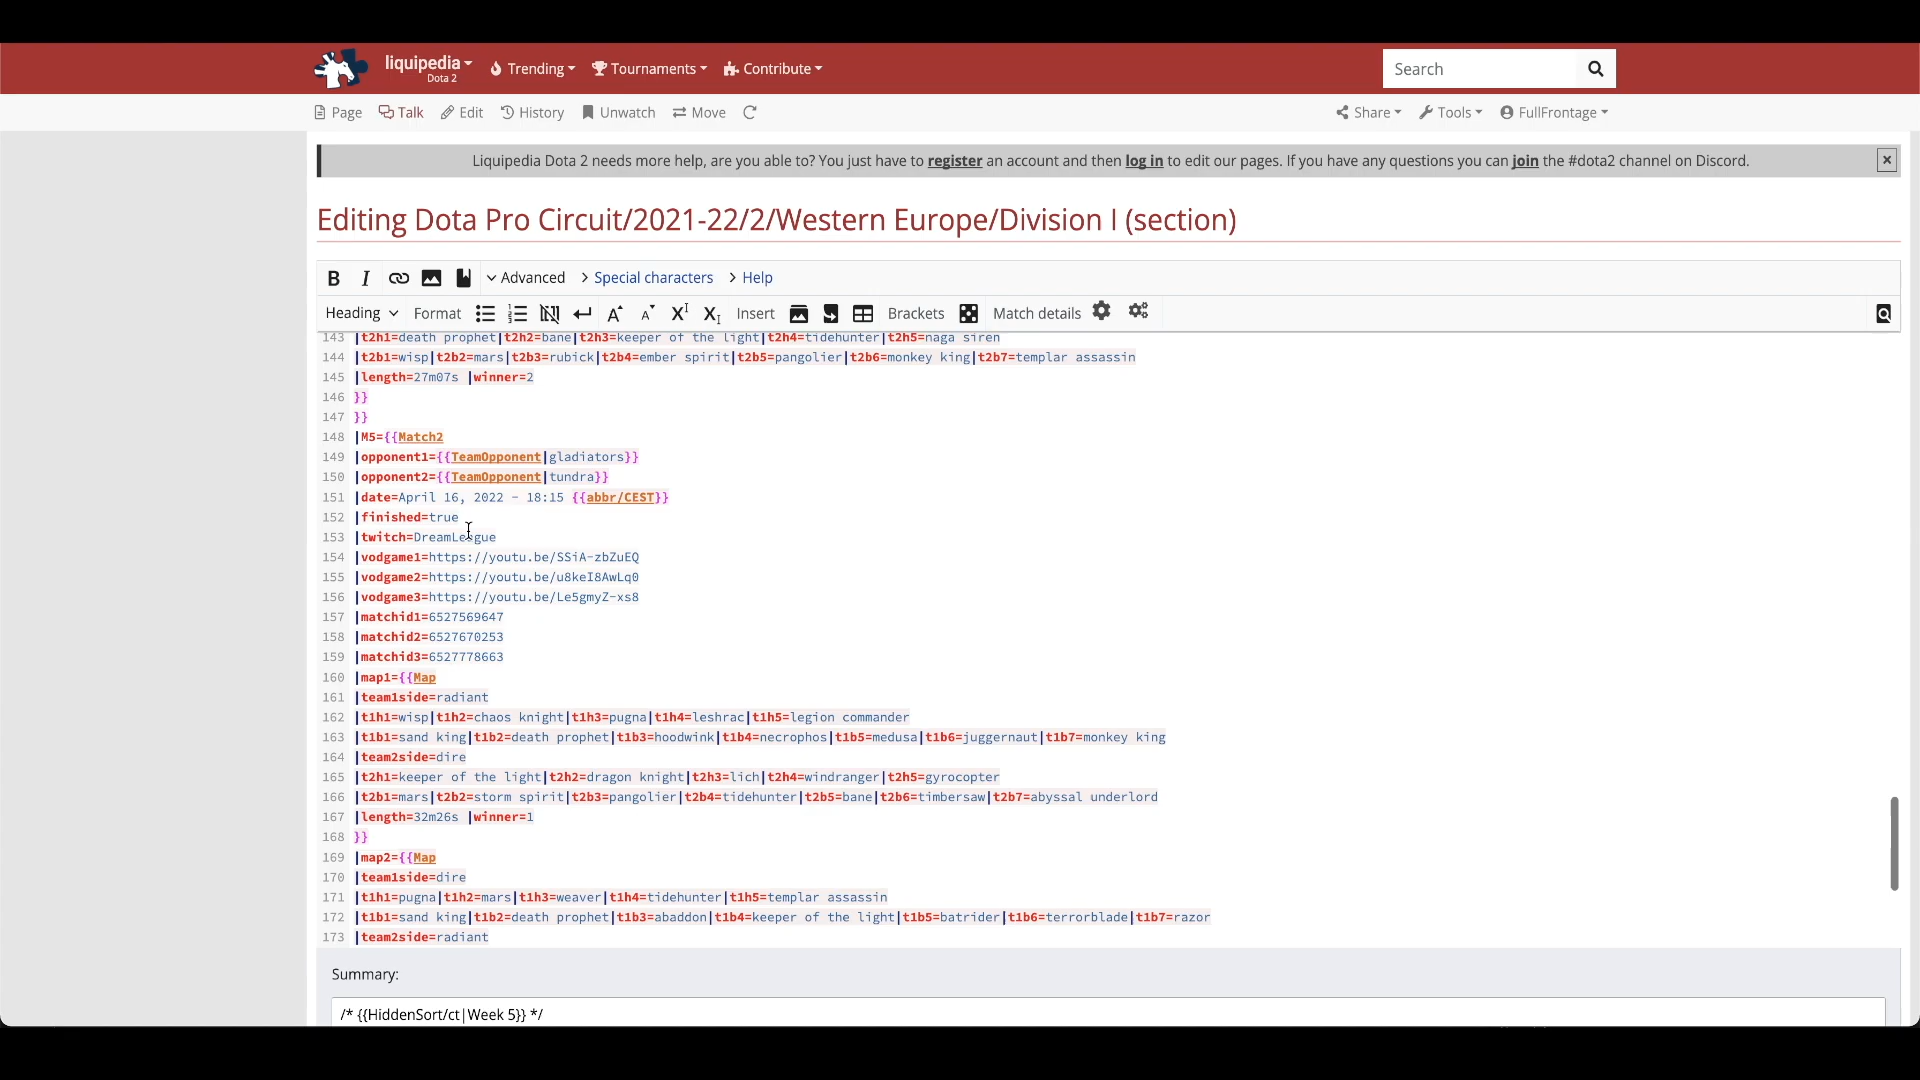 liquipedia
Dota 2
Trending
Tournaments
Contribute
Search
Page
Talk
Edit
History
Unwatch
Move
Share
Tools
FullFrontage
Liquipedia Dota 2 needs more help, are you able to? You just have to register an account and then log in to edit our pages. If you have any questions you can join the #dota2 channel on Discord.
Editing Dota Pro Circuit/2021-22/2/Western Europe/Division I (section)
B I Advanced Special characters Help
Heading Format Insert Brackets Match details
143 |t2h1=death prophet|t2h2=bane|t2h3=keeper of the light|t2h4=tidehunter|t2h5=naga siren
144 |t2b1=wisp|t2b2=mars|t2b3=rubick|t2b4=ember spirit|t2b5=pangolier|t2b6=monkey king|t2b7=templar assassin
145 |length=27m07s |winner=2
146 }}
147 }}
148 |M5={{Match2
149 |opponent1={{TeamOpponent|gladiators}}
150 |opponent2={{TeamOpponent|tundra}}
151 |date=April 16, 2022 - 18:15 {{abbr/CEST}}
152 |finished=true
153 |twitch=DreamLeague
154 |vodgame1=https://youtu.be/SSiA-zbZuEQ
155 |vodgame2=https://youtu.be/u8keI8AwLq0
156 |vodgame3=https://youtu.be/Le5gmyZ-xs8
157 |matchid1=6527569647
158 |matchid2=6527670253
159 |matchid3=6527778663
160 |map1={{Map
161 |team1side=radiant
162 |t1h1=wisp|t1h2=chaos knight|t1h3=pugna|t1h4=leshrac|t1h5=legion commander
163 |t1b1=sand king|t1b2=death prophet|t1b3=hoodwink|t1b4=necrophos|t1b5=medusa|t1b6=juggernaut|t1b7=monkey king
164 |team2side=dire
165 |t2h1=keeper of the light|t2h2=dragon knight|t2h3=lich|t2h4=windranger|t2h5=gyrocopter
166 |t2b1=mars|t2b2=storm spirit|t2b3=pangolier|t2b4=tidehunter|t2b5=bane|t2b6=timbersaw|t2b7=abyssal underlord
167 |length=32m26s |winner=1
168 }}
169 |map2={{Map
170 |team1side=dire
171 |t1h1=pugna|t1h2=mars|t1h3=weaver|t1h4=tidehunter|t1h5=templar assassin
172 |t1b1=sand king|t1b2=death prophet|t1b3=abaddon|t1b4=keeper of the light|t1b5=batrider|t1b6=terrorblade|t1b7=razor
173 |team2side=radiant
Summary:
/* {{HiddenSort/ct|Week 5}} */